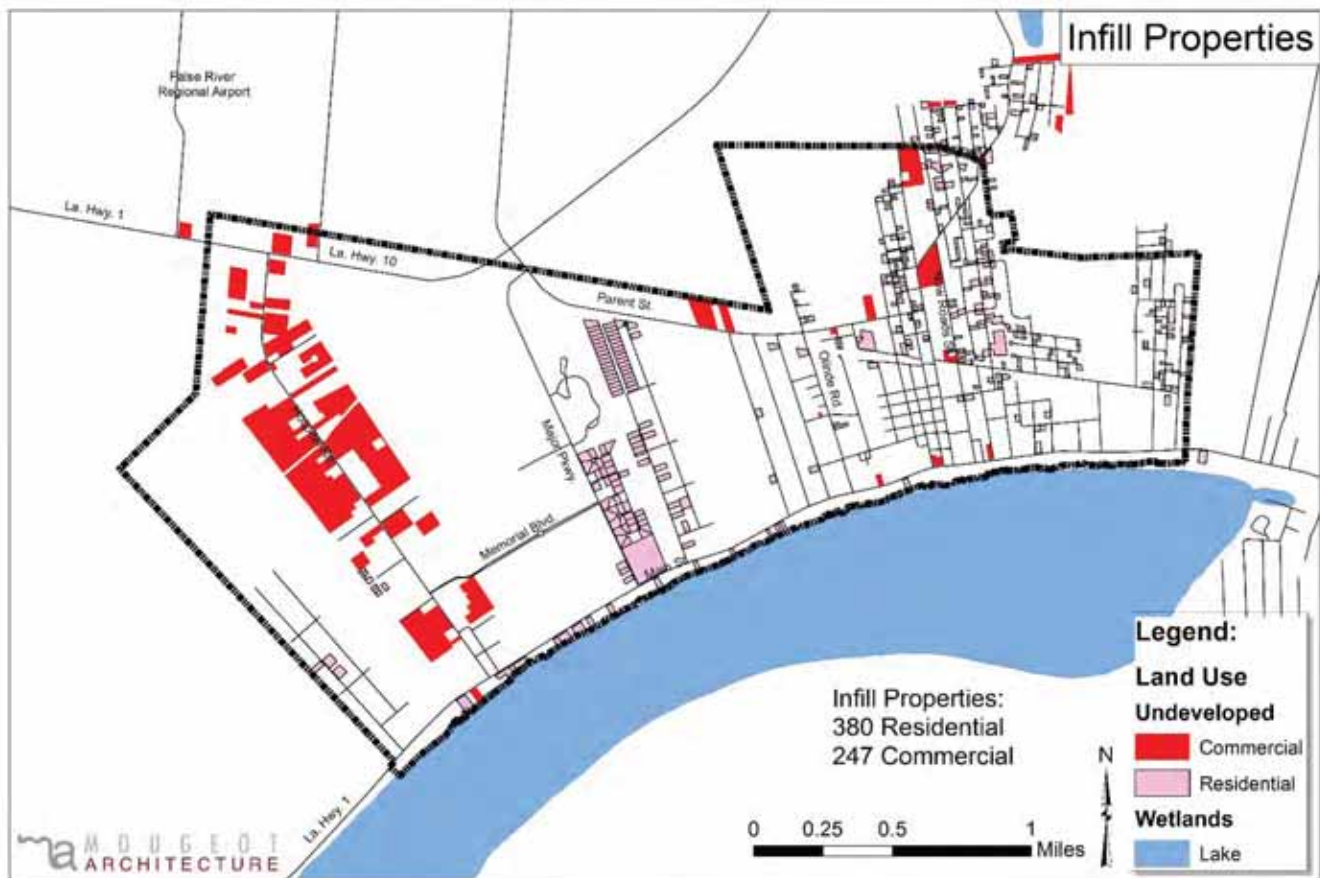 Infill Properties
False River
Regional Airport
La. Hwy. 1
La. Hwy. 10
Parent St.
Olinde Rd.
Major Pkwy.
Memorial Blvd.
La. Hwy. 1
Infill Properties:
380 Residential
247 Commercial
0 0.25 0.5 1
Miles
N
Legend:
Land Use
Undeveloped
Commercial
Residential
Wetlands
Lake
ma MOUGEOT
ARCHITECTURE